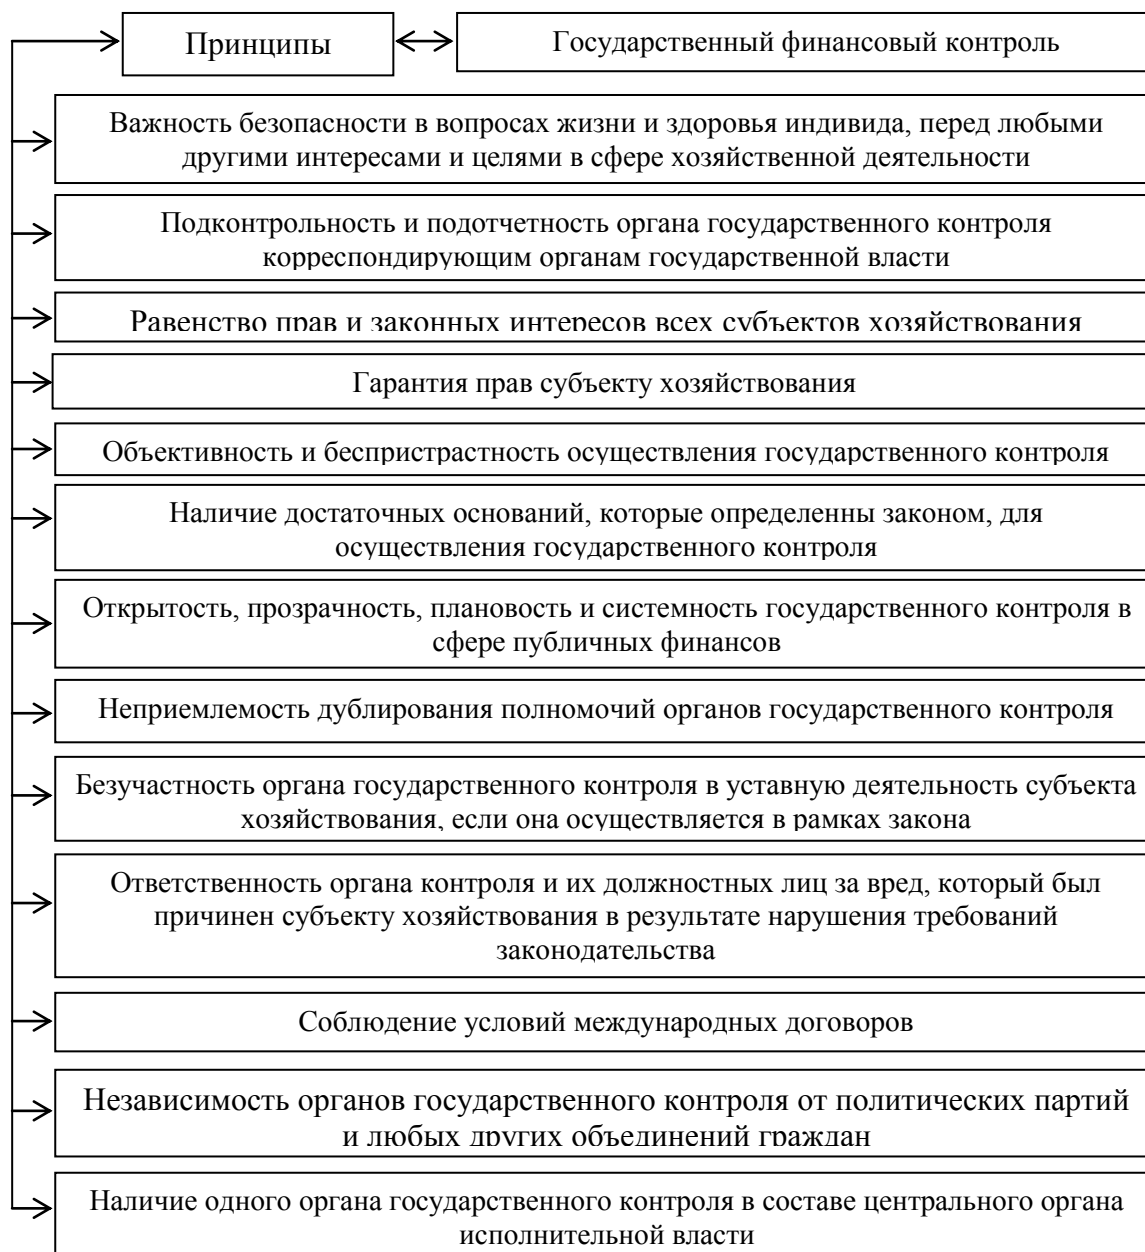 Принципы
Государственный финансовый контроль
Важность безопасности в вопросах жизни и здоровья индивида, перед любыми
другими интересами и целями в сфере хозяйственной деятельности
Подконтрольность и подотчетность органа государственного контроля
корреспондирующим органам государственной власти
Равенство прав и законных интересов всех субъектов хозяйствования
Гарантия прав субъекту хозяйствования
Объективность и беспристрастность осуществления государственного контроля
Наличие достаточных оснований, которые определенны законом, для
осуществления государственного контроля
Открытость, прозрачность, плановость и системность государственного контроля в
сфере публичных финансов
Неприемлемость дублирования полномочий органов государственного контроля
Безучастность органа государственного контроля в уставную деятельность субъекта
хозяйствования, если она осуществляется в рамках закона
Ответственность органа контроля и их должностных лиц за вред, который был
причинен субъекту хозяйствования в результате нарушения требований
законодательства
Соблюдение условий международных договоров
Независимость органов государственного контроля от политических партий
и любых других объединений граждан
Наличие одного органа государственного контроля в составе центрального органа
исполнительной власти